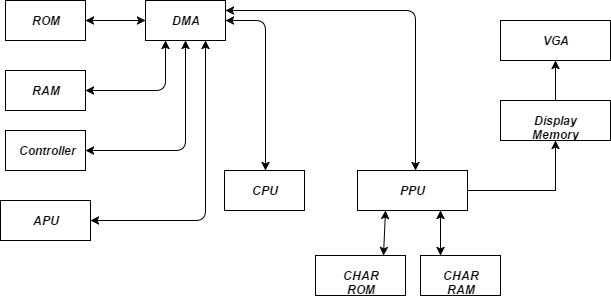 ROM
DMA
VGA
RAM
Display
Memory
Controller
CPU
PPU
APU
CHAR
ROM
CHAR
RAM